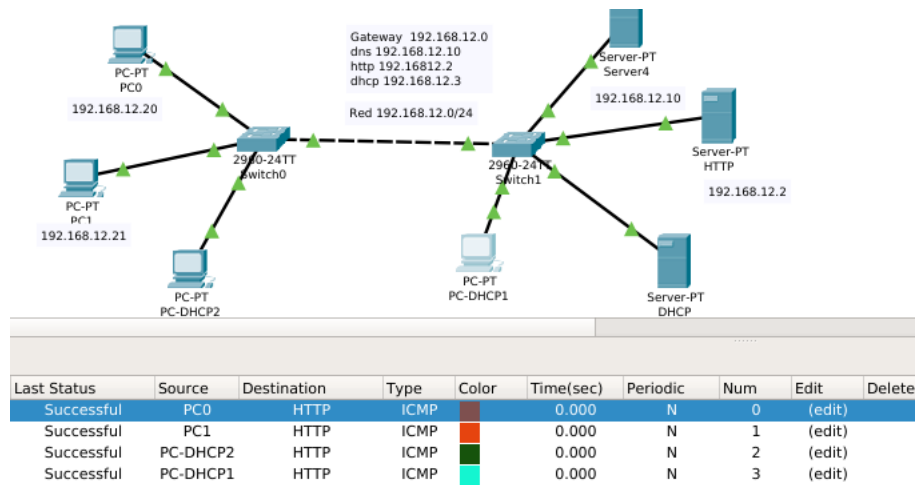 Gateway 192.168.12.0
dns 192.168.12.10
http 192.16812.2
dhcp 192.168.12.3
Red 192.168.12.0/24
PC-PT
PC0
192.168.12.20
Server-PT
Server4
192.168.12.10
2960-24TT
Switch0
2960-24TT
Switch1
Server-PT
HTTP
192.168.12.2
PC-PT
PC1
192.168.12.21
PC-PT
PC-DHCP2
PC-PT
PC-DHCP1
Server-PT
DHCP
Last Status Source Destination Type Color Time(sec) Periodic Num Edit Delete
Successful PC0 HTTP ICMP 0.000 N 0 (edit)
Successful PC1 HTTP ICMP 0.000 N 1 (edit)
Successful PC-DHCP2 HTTP ICMP 0.000 N 2 (edit)
Successful PC-DHCP1 HTTP ICMP 0.000 N 3 (edit)